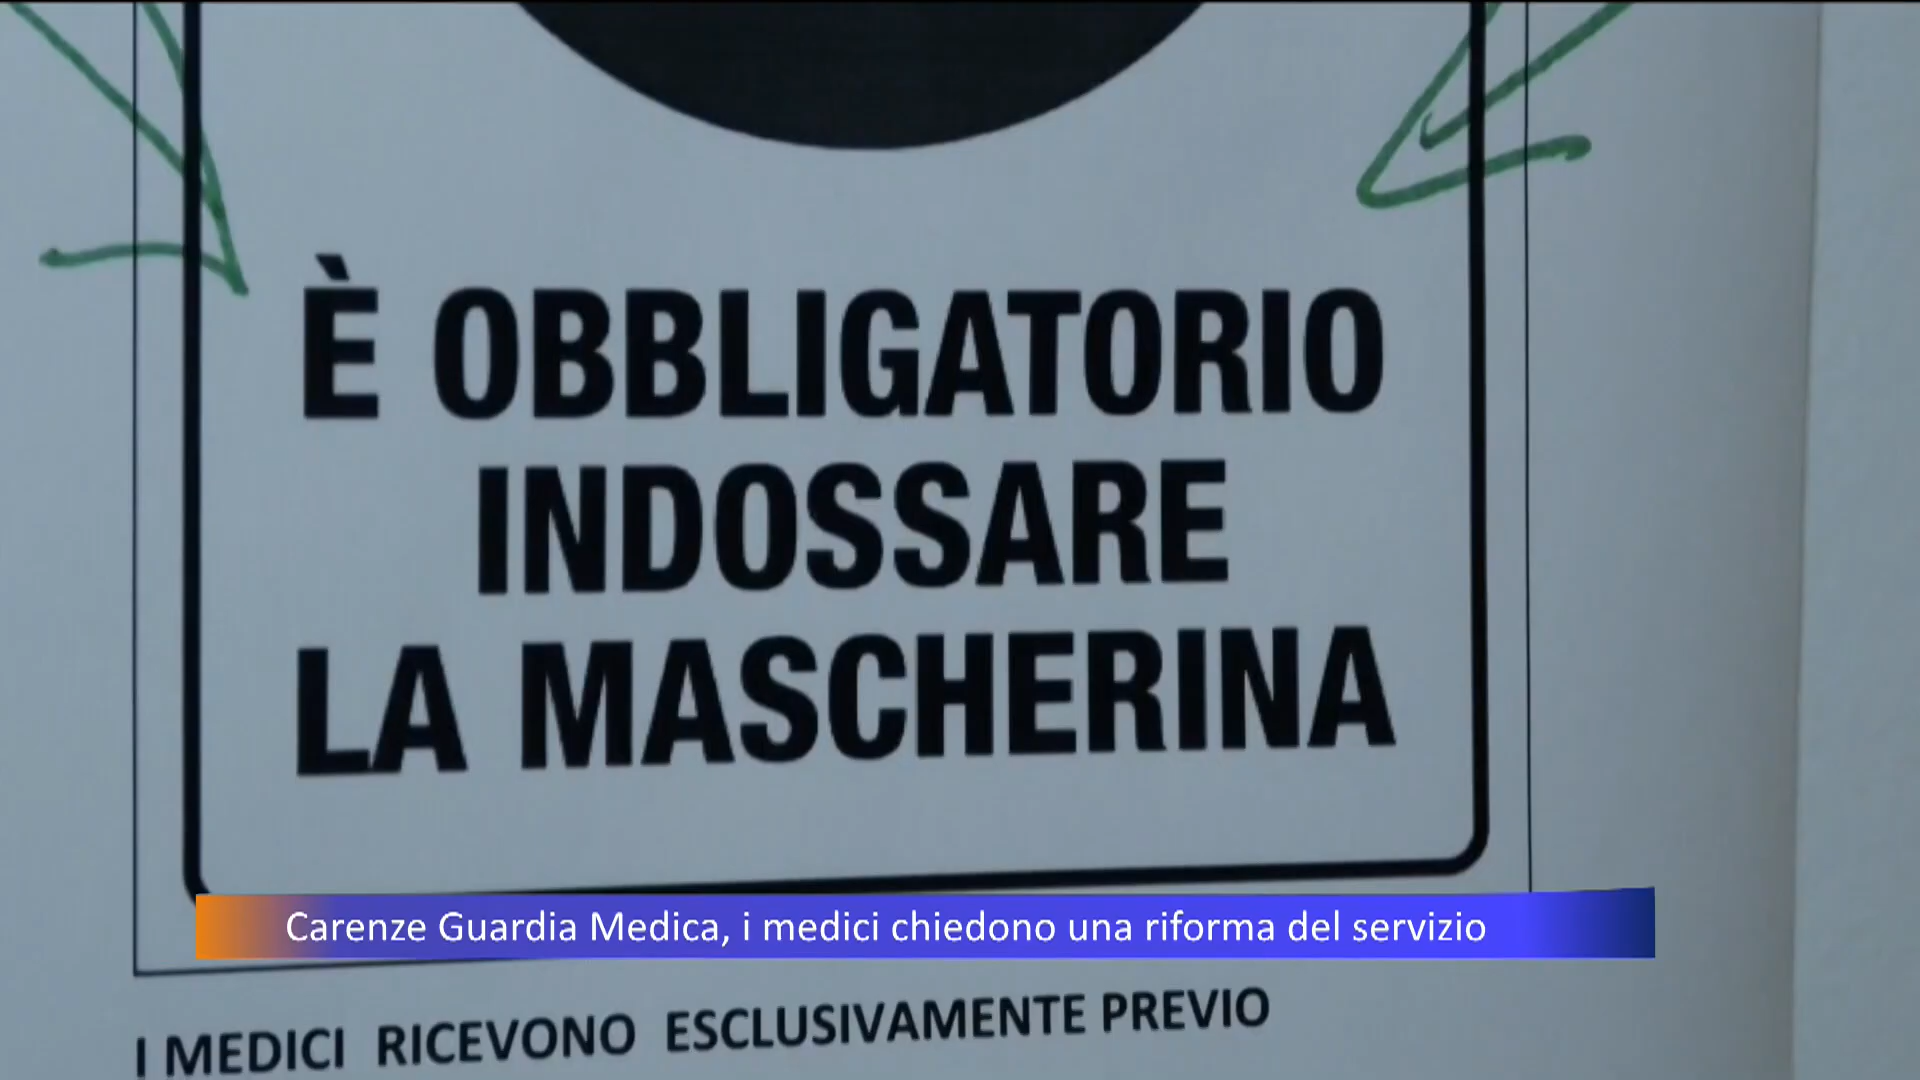 È OBBLIGATORIO
INDOSSARE
LA MASCHERINA
Carenze Guardia Medica, i medici chiedono una riforma del servizio
I MEDICI RICEVONO ESCLUSIVAMENTE PREVIO